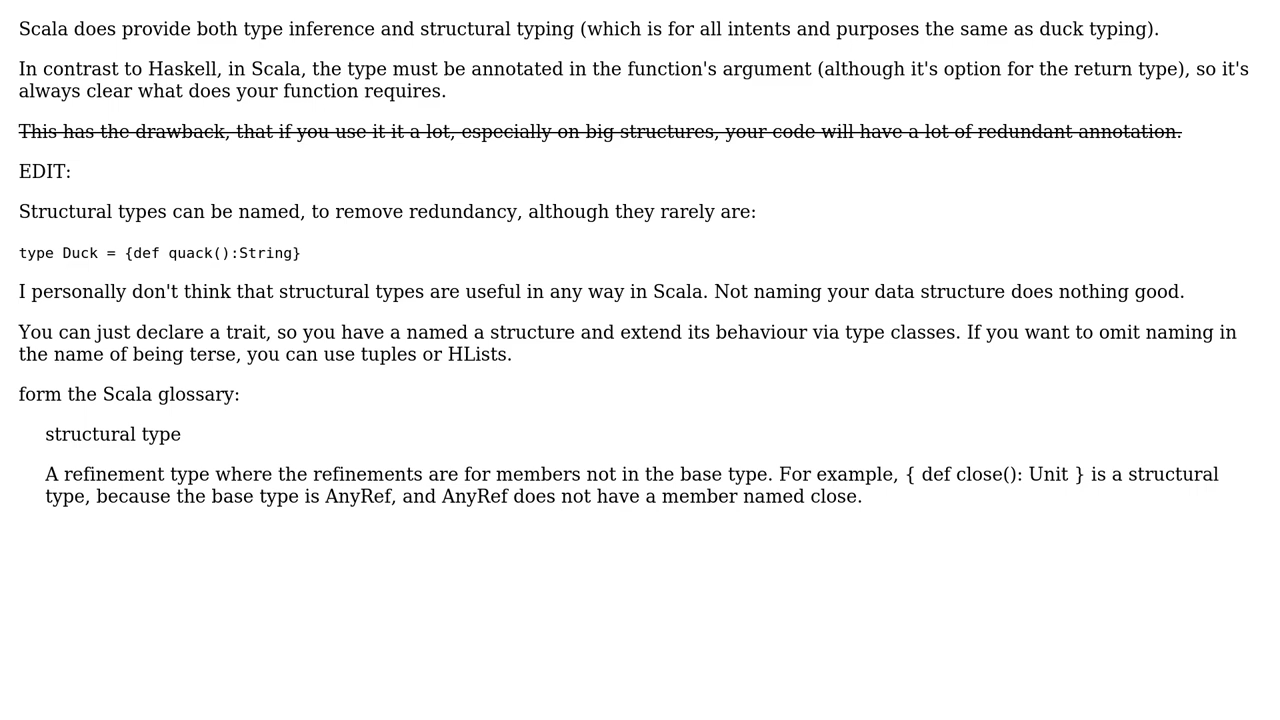 Scala does provide both type inference and structural typing (which is for all intents and purposes the same as duck typing).
In contrast to Haskell, in Scala, the type must be annotated in the function's argument (although it's option for the return type), so it's
always clear what does your function requires.
This has the drawback, that if you use it it a lot, especially on big structures, your code will have a lot of redundant annotation.
EDIT:
Structural types can be named, to remove redundancy, although they rarely are:
type Duck = {def quack():String}
I personally don't think that structural types are useful in any way in Scala. Not naming your data structure does nothing good.
You can just declare a trait, so you have a named a structure and extend its behaviour via type classes. If you want to omit naming in
the name of being terse, you can use tuples or HLists.
form the Scala glossary:
structural type
A refinement type where the refinements are for members not in the base type. For example, { def close(): Unit } is a structural
type, because the base type is AnyRef, and AnyRef does not have a member named close.